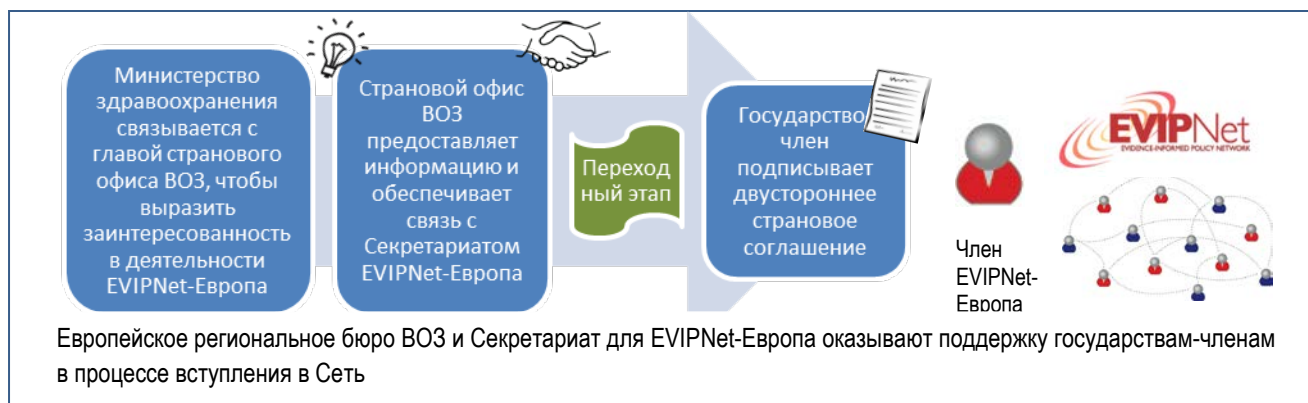 Министерство
здравоохранения
связывается с
главой странового
офиса ВОЗ, чтобы
выразить
заинтересованность
в деятельности
EVIPNet-Европа
Страновой офис
ВОЗ
предоставляет
информацию и
обеспечивает
связь с
Секретариатом
EVIPNet-Европа
Переход
ный этап
Государство-
член
подписывает
двустороннее
страновое
соглашение
Член
EVIPNet-
Европа
EVIPNet
EVIDENCE-INFORMED POLICY NETWORK
Европейское региональное бюро ВОЗ и Секретариат для EVIPNet-Европа оказывают поддержку государствам-членам
в процессе вступления в Сеть